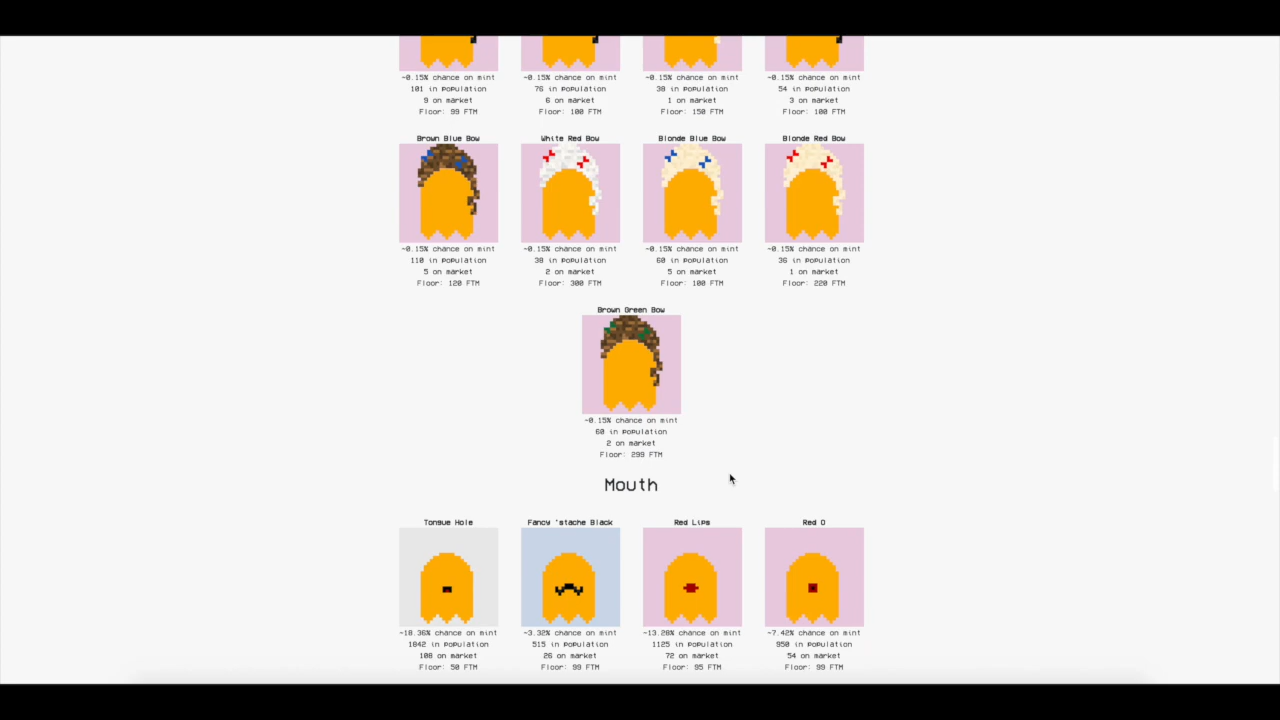 ~0.15% chance on mint
101 in population
9 on market
Floor: 99 FTM
~0.15% chance on mint
76 in population
6 on market
Floor: 100 FTM
~0.15% chance on mint
38 in population
1 on market
Floor: 150 FTM
~0.15% chance on mint
54 in population
3 on market
Floor: 100 FTM
Brown Blue Bow
~0.15% chance on mint
110 in population
5 on market
Floor: 120 FTM
White Red Bow
~0.15% chance on mint
38 in population
2 on market
Floor: 300 FTM
Blonde Blue Bow
~0.15% chance on mint
60 in population
5 on market
Floor: 100 FTM
Blonde Red Bow
~0.15% chance on mint
36 in population
1 on market
Floor: 220 FTM
Brown Green Bow
~0.15% chance on mint
60 in population
2 on market
Floor: 299 FTM
Mouth
Tongue Hole
~18.36% chance on mint
1842 in population
108 on market
Floor: 50 FTM
Fancy 'stache Black
~3.32% chance on mint
515 in population
26 on market
Floor: 99 FTM
Red Lips
~13.28% chance on mint
1125 in population
72 on market
Floor: 95 FTM
Red O
~7.42% chance on mint
950 in population
54 on market
Floor: 99 FTM